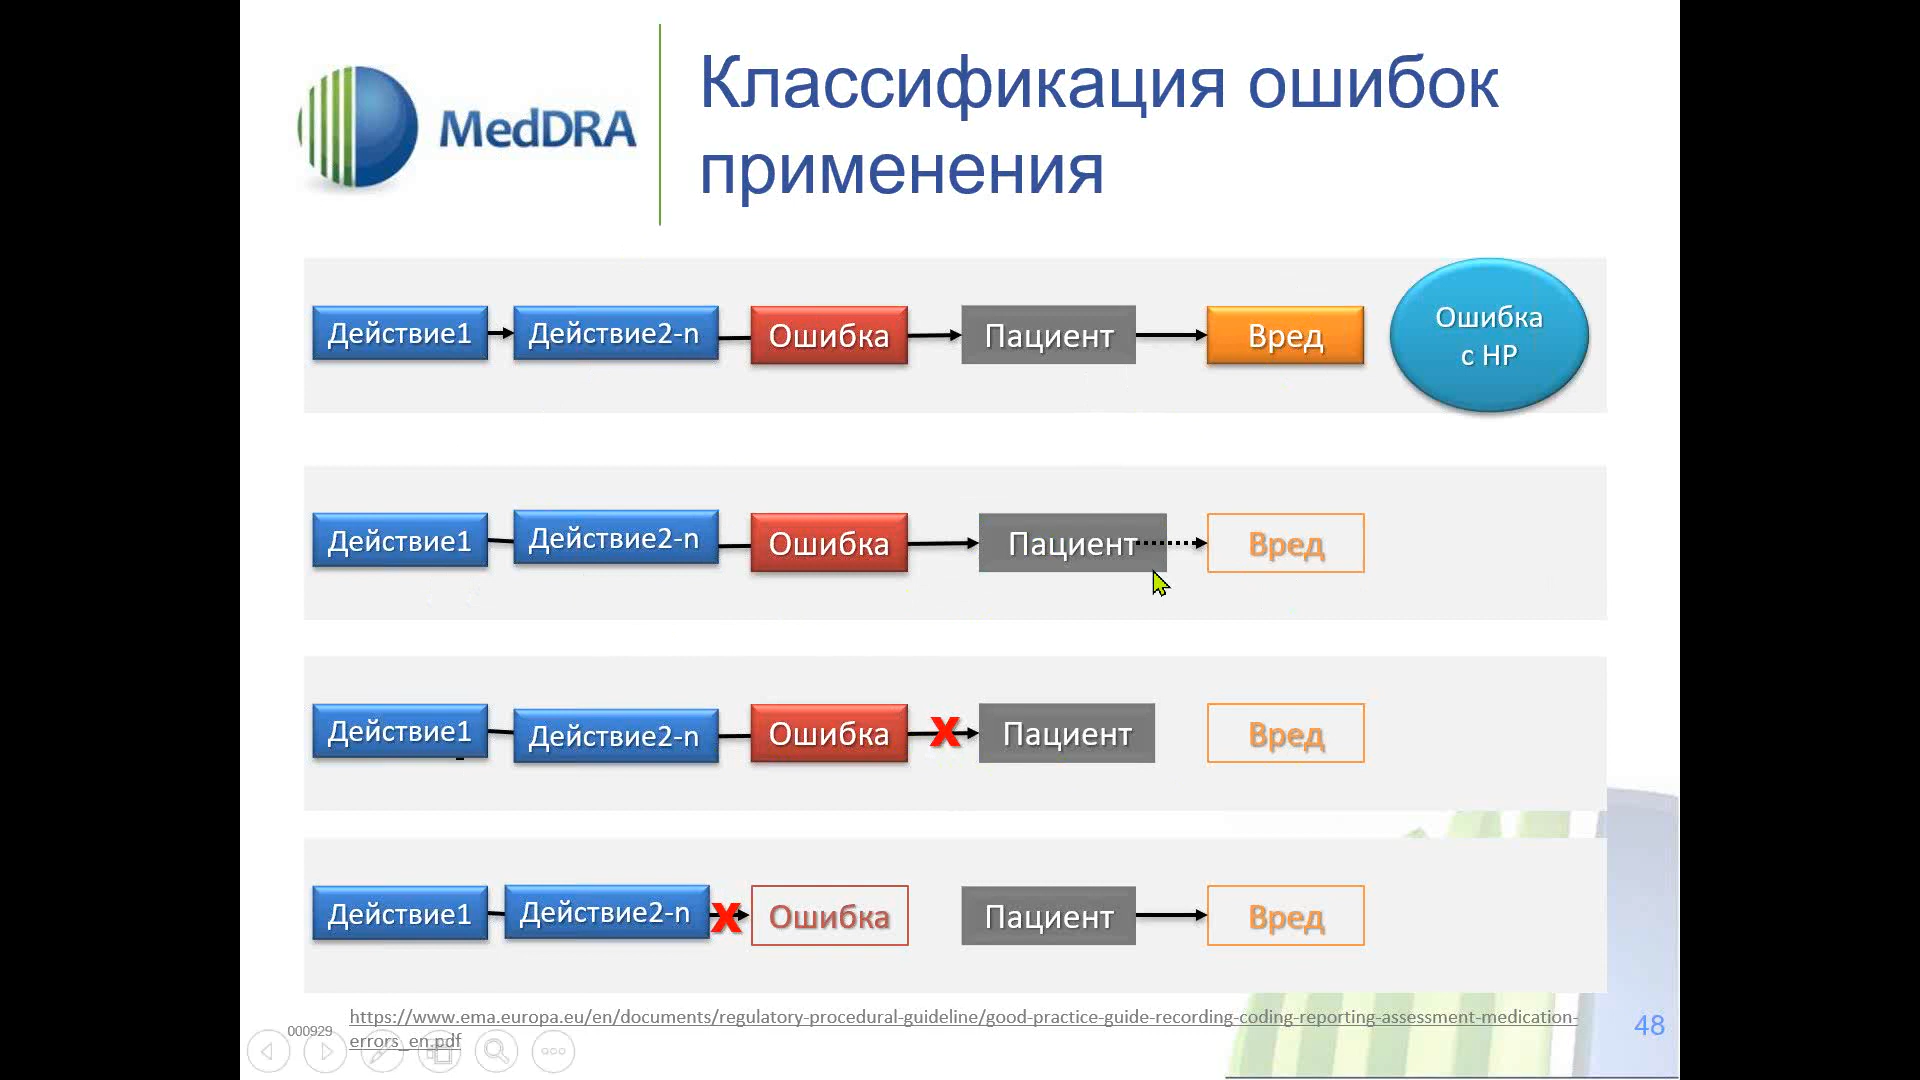 MedDRA
Классификация ошибок
применения
Действие1 Действие2-n Ошибка Пациент Вред Ошибка
с НР
Действие1 Действие2-n Ошибка Пациент Вред
Действие1 Действие2-n Ошибка X Пациент Вред
Действие1 Действие2-n X Ошибка Пациент Вред
https://www.ema.europa.eu/en/documents/regulatory-procedural-guideline/good-practice-guide-recording-coding-reporting-assessment-medication-
errors_en.pdf
000929
48